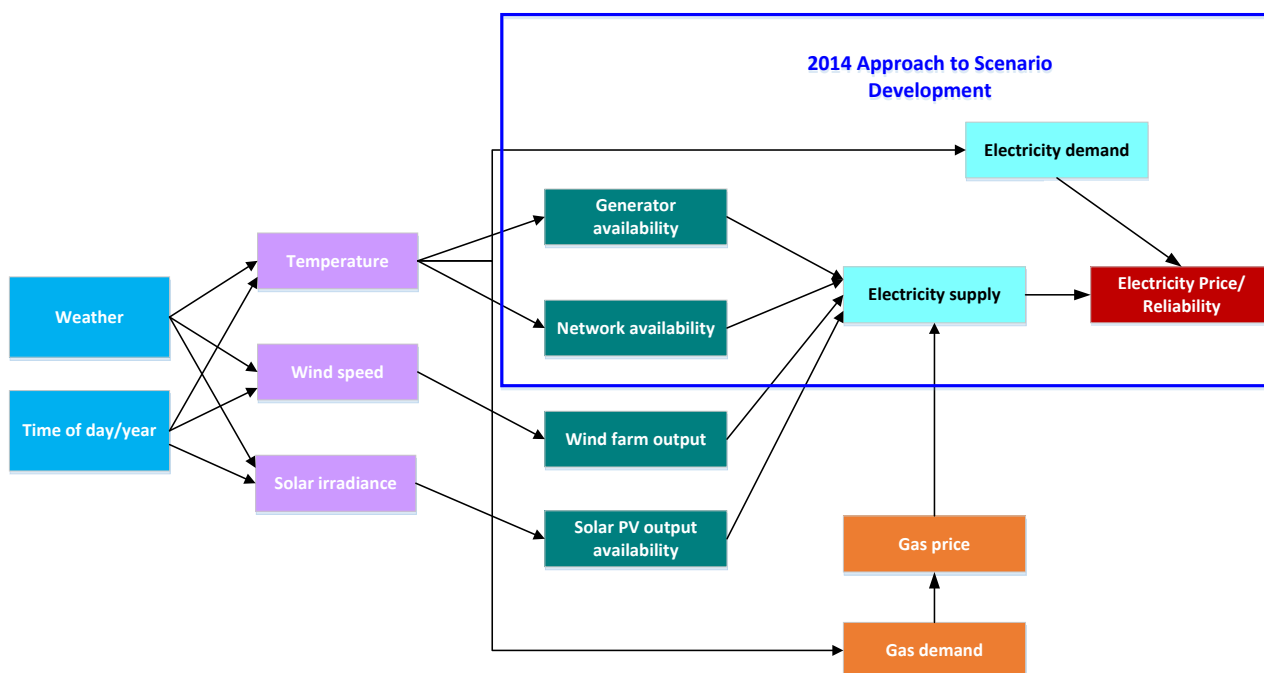 2014 Approach to Scenario
Development
Electricity demand
Generator
availability
Temperature
Electricity supply
Electricity Price/
Reliability
Weather
Network availability
Wind speed
Time of day/year
Wind farm output
Solar irradiance
Solar PV output
availability
Gas price
Gas demand